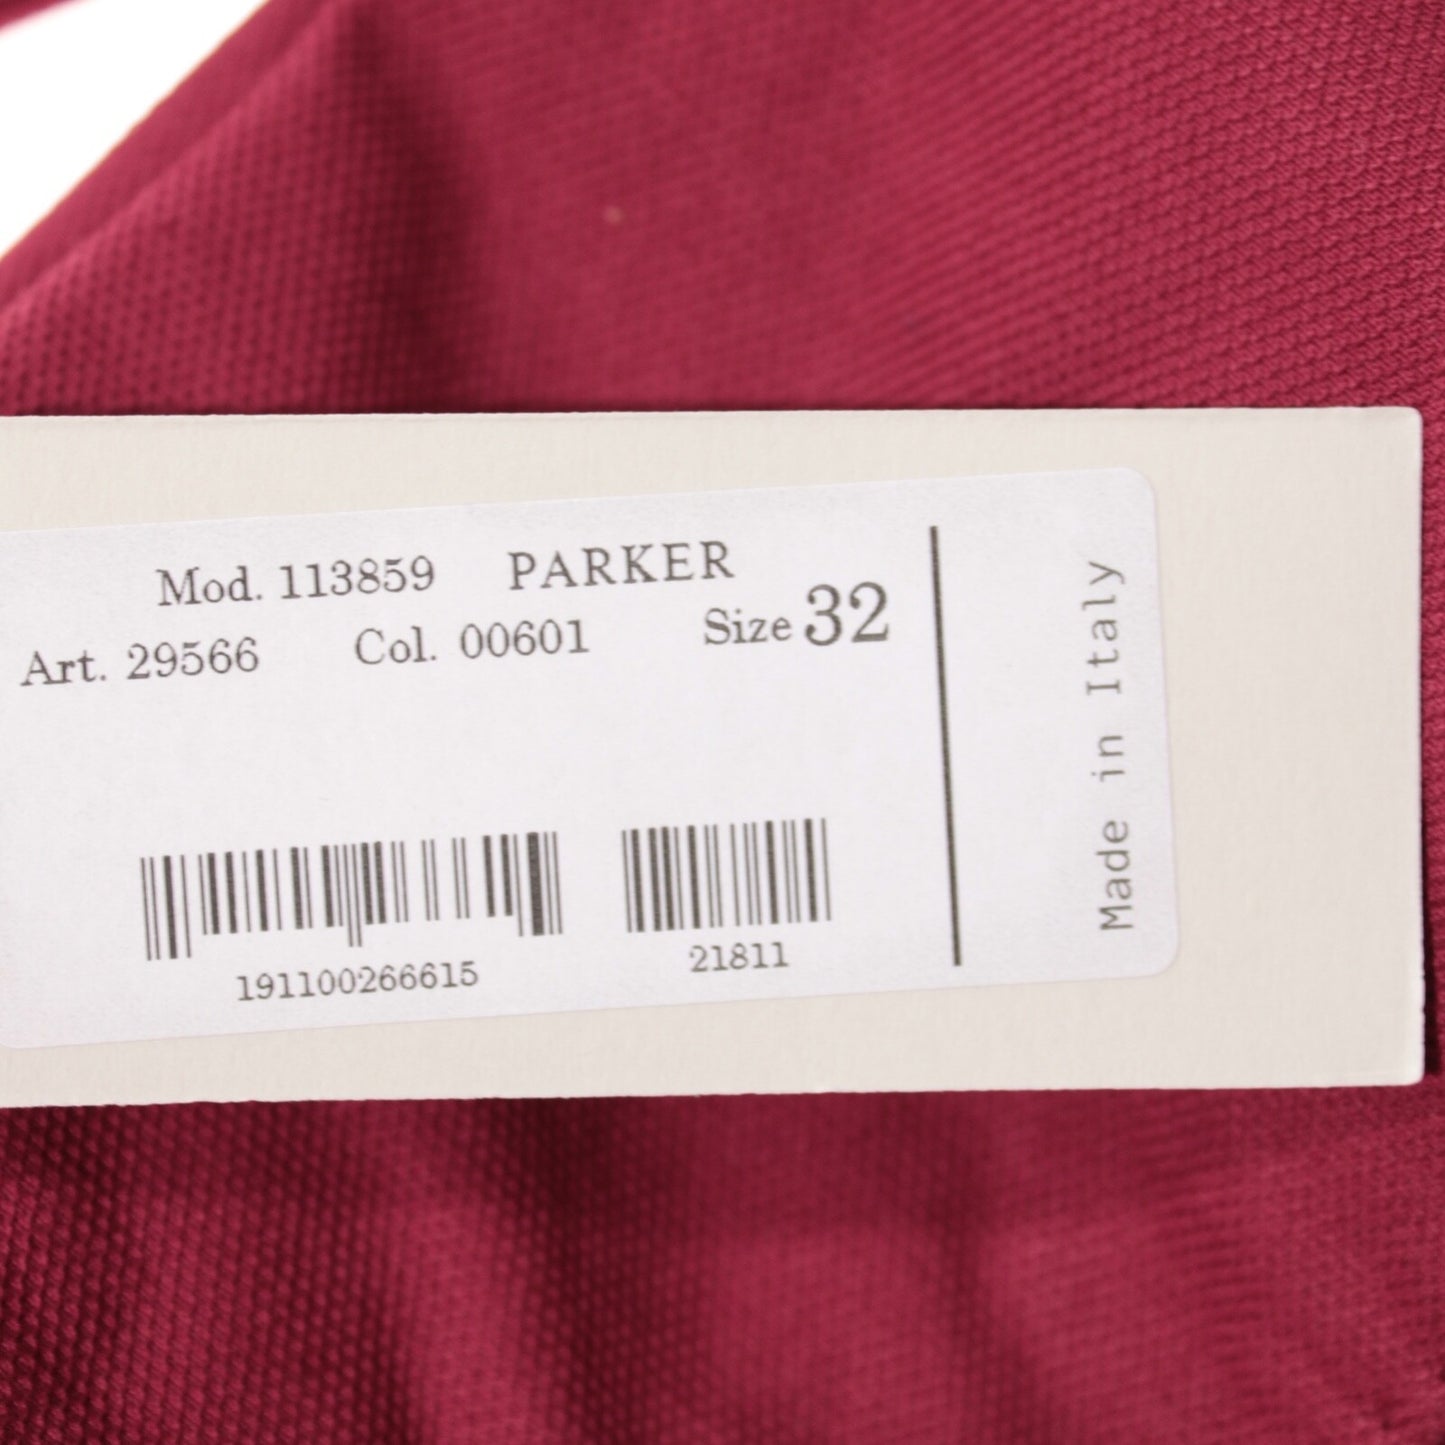 Mod. 113859 PARKER
Art. 29566 Col. 00601 Size 32
191100266615 21811
Made in Italy